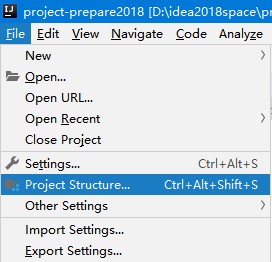 project-prepare2018 [D:\idea2018space\pr
File Edit View Navigate Code Analyze
New
Open...
Open URL...
Open Recent
Close Project
Settings... Ctrl+Alt+S
Project Structure... Ctrl+Alt+Shift+S
Other Settings
Import Settings...
Export Settings...